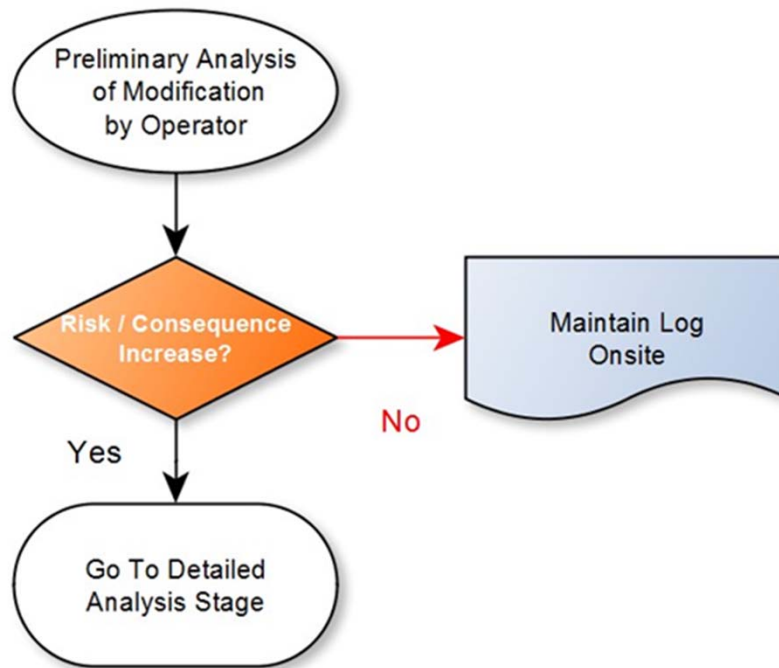 Preliminary Analysis
of Modification
by Operator
Risk / Consequence
Increase?
Maintain Log
Onsite
No
Yes
Go To Detailed
Analysis Stage